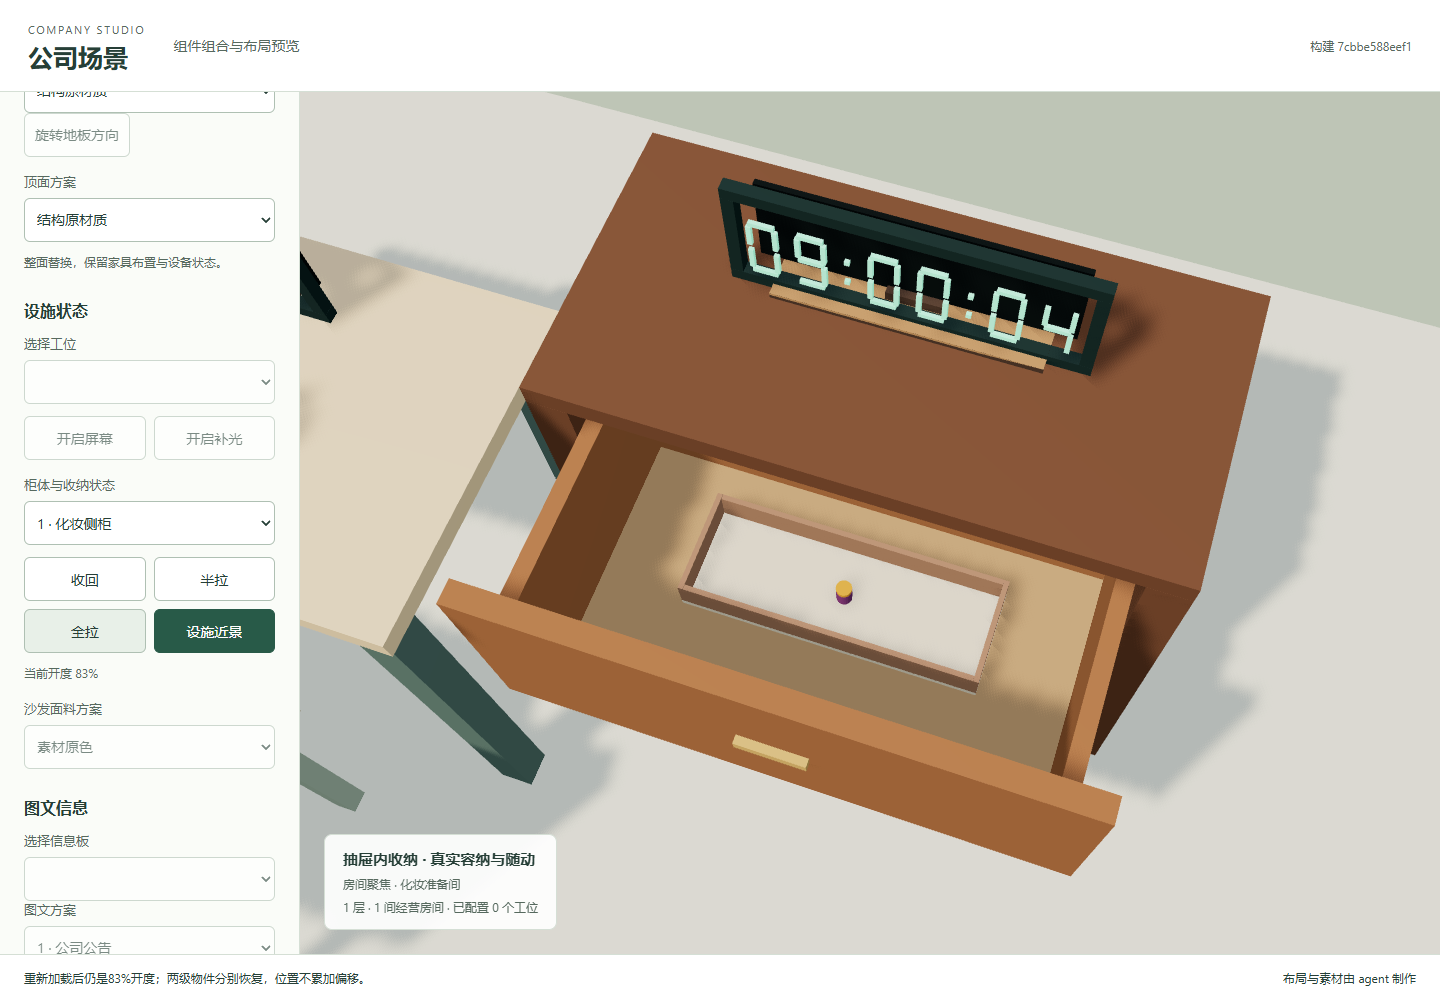 COMPANY STUDIO
公司场景
组件组合与布局预览
构建 7cbbe588eef1
结构原材质
旋转地板方向
顶面方案
结构原材质
整面替换，保留家具布置与设备状态。
设施状态
选择工位
开启屏幕
开启补光
柜体与收纳状态
1 · 化妆侧柜
收回
半拉
全拉
设施近景
当前开度 83%
沙发面料方案
素材原色
图文信息
选择信息板
图文方案
1 · 公司公告
09:00:04
抽屉内收纳 · 真实容纳与随动
房间聚焦 · 化妆准备间
1 层 · 1 间经营房间 · 已配置 0 个工位
重新加载后仍是83%开度；两级物件分别恢复，位置不累加偏移。
布局与素材由 agent 制作